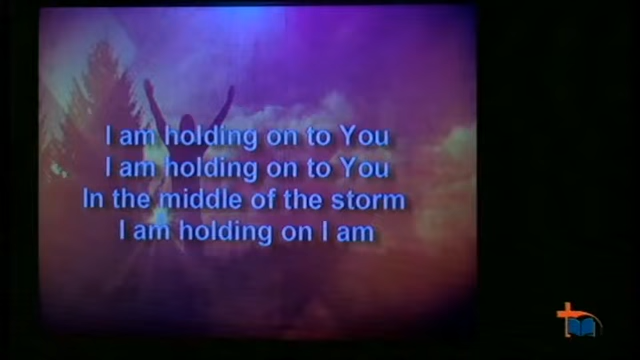 I am holding on to You
I am holding on to You
In the middle of the storm
I am holding on I am